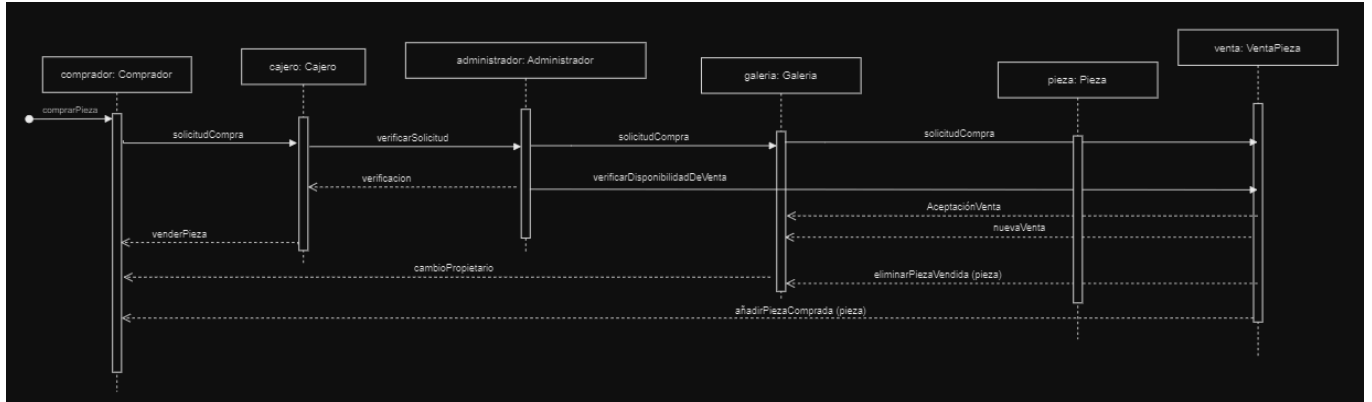 venta: VentaPieza
administrador: Administrador
cajero: Cajero
comprador: Comprador
galeria: Galeria
pieza: Pieza
comprarPieza
solicitudCompra
verificarSolicitud
solicitudCompra
solicitudCompra
verificacion
verificarDisponibilidadDeVenta
AceptaciónVenta
venderPieza
nuevaVenta
cambioPropietario
eliminarPiezaVendida (pieza)
añadirPiezaComprada (pieza)